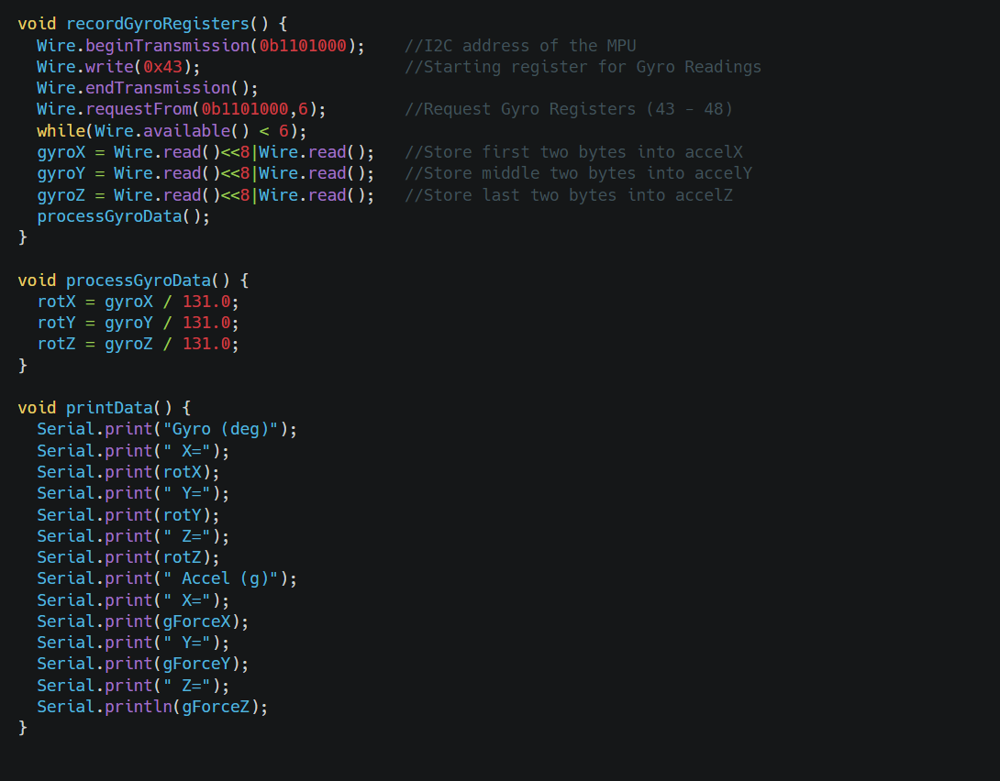 void recordGyroRegisters() {
  Wire.beginTransmission(0b1101000);    //I2C address of the MPU
  Wire.write(0x43);                     //Starting register for Gyro Readings
  Wire.endTransmission();
  Wire.requestFrom(0b1101000,6);        //Request Gyro Registers (43 - 48)
  while(Wire.available() < 6);
  gyroX = Wire.read()<<8|Wire.read();   //Store first two bytes into accelX
  gyroY = Wire.read()<<8|Wire.read();   //Store middle two bytes into accelY
  gyroZ = Wire.read()<<8|Wire.read();   //Store last two bytes into accelZ
  processGyroData();
}

void processGyroData() {
  rotX = gyroX / 131.0;
  rotY = gyroY / 131.0;
  rotZ = gyroZ / 131.0;
}

void printData() {
  Serial.print("Gyro (deg)");
  Serial.print(" X=");
  Serial.print(rotX);
  Serial.print(" Y=");
  Serial.print(rotY);
  Serial.print(" Z=");
  Serial.print(rotZ);
  Serial.print(" Accel (g)");
  Serial.print(" X=");
  Serial.print(gForceX);
  Serial.print(" Y=");
  Serial.print(gForceY);
  Serial.print(" Z=");
  Serial.println(gForceZ);
}